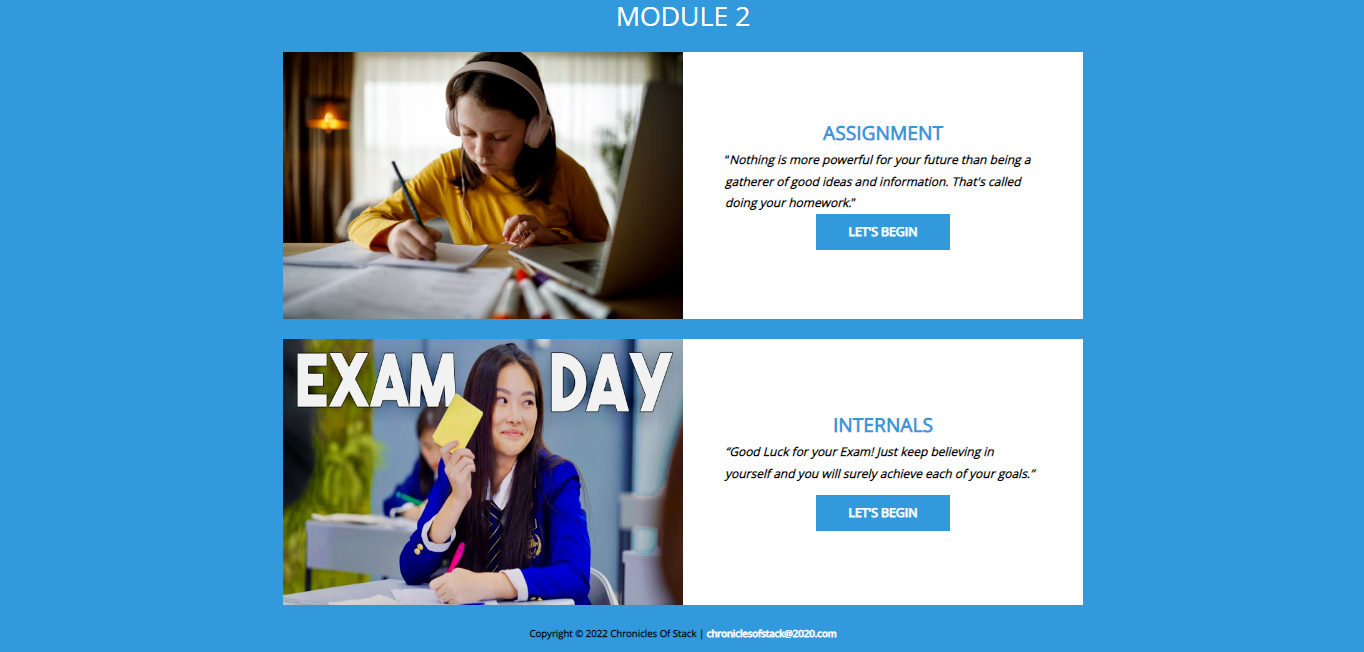 MODULE 2
ASSIGNMENT
"Nothing is more powerful for your future than being a
gatherer of good ideas and information. That's called
doing your homework."
LET'S BEGIN
EXAM DAY
INTERNALS
“Good Luck for your Exam! Just keep believing in
yourself and you will surely achieve each of your goals.”
LET'S BEGIN
Copyright © 2022 Chronicles Of Stack | chroniclesofstack@2020.com